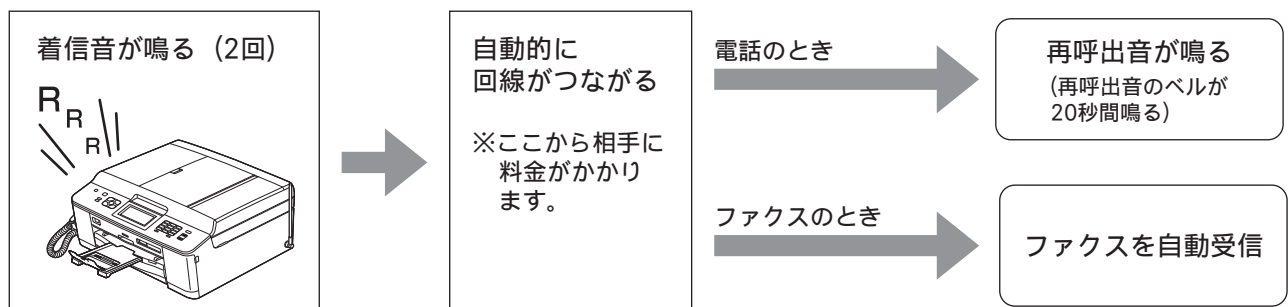 着信音が鳴る（2回）
R
R
R
自動的に
回線がつながる
※ここから相手に
料金がかかり
ます。
電話のとき
再呼出音が鳴る
(再呼出音のベルが
20秒間鳴る)
ファクスのとき
ファクスを自動受信